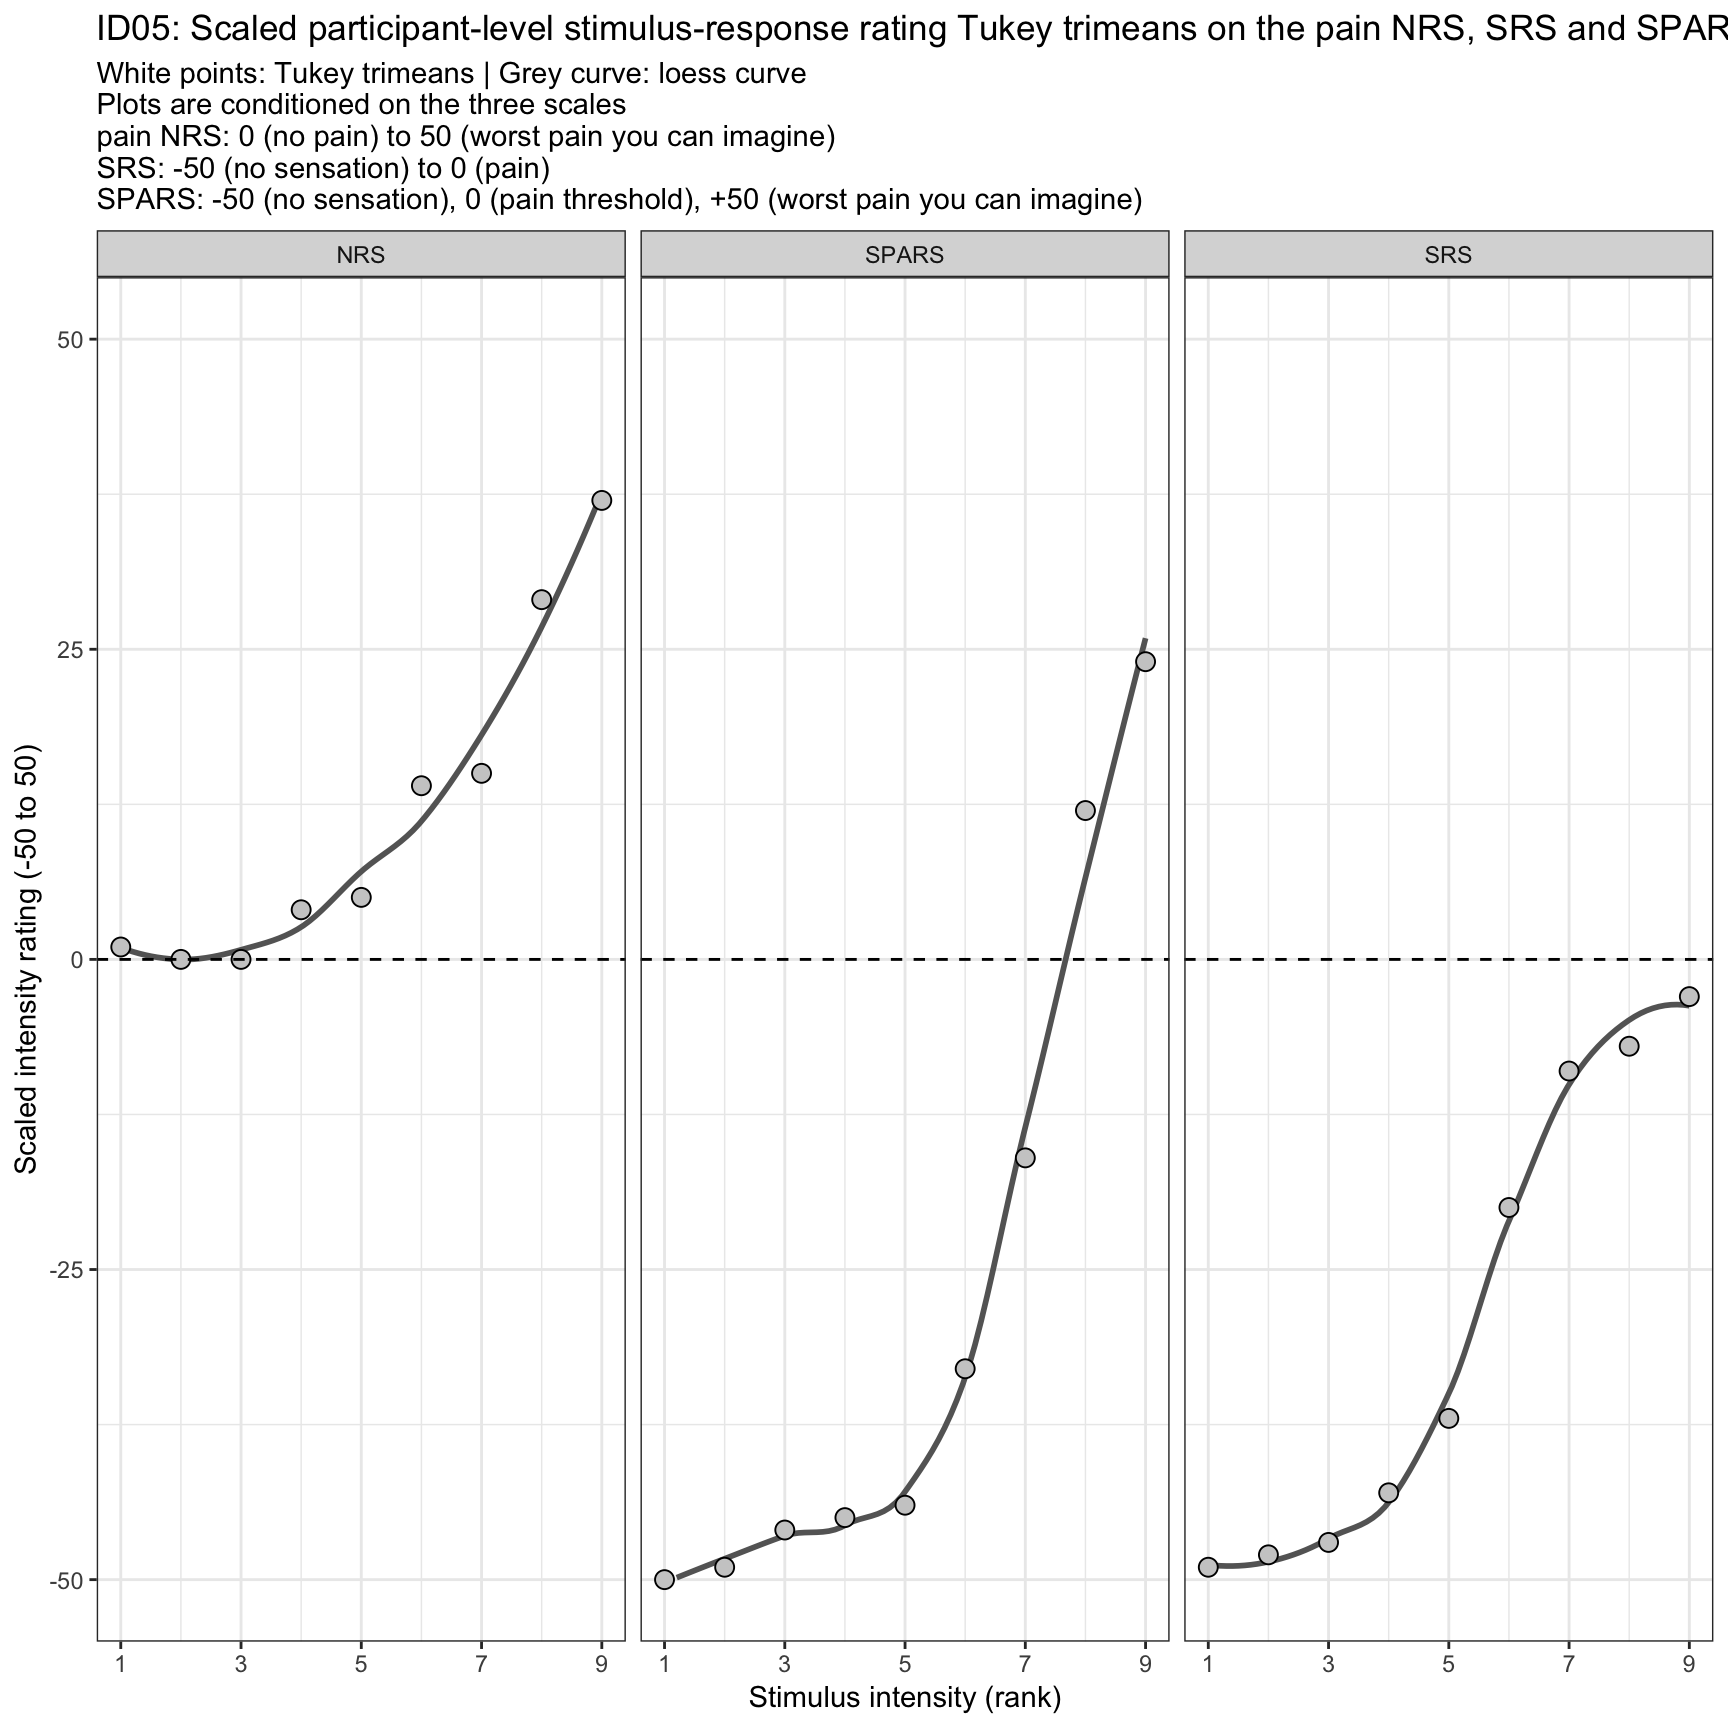 ID05: Scaled participant-level stimulus-response rating Tukey trimeans on the pain NRS, SRS and SPAR
White points: Tukey trimeans | Grey curve: loess curve
Plots are conditioned on the three scales
pain NRS: 0 (no pain) to 50 (worst pain you can imagine)
SRS: -50 (no sensation) to 0 (pain)
SPARS: -50 (no sensation), 0 (pain threshold), +50 (worst pain you can imagine)
NRS
SPARS
SRS
50
25
0
-25
-50
Scaled intensity rating (-50 to 50)
1 3 5 7 9
1 3 5 7 9
1 3 5 7 9
Stimulus intensity (rank)